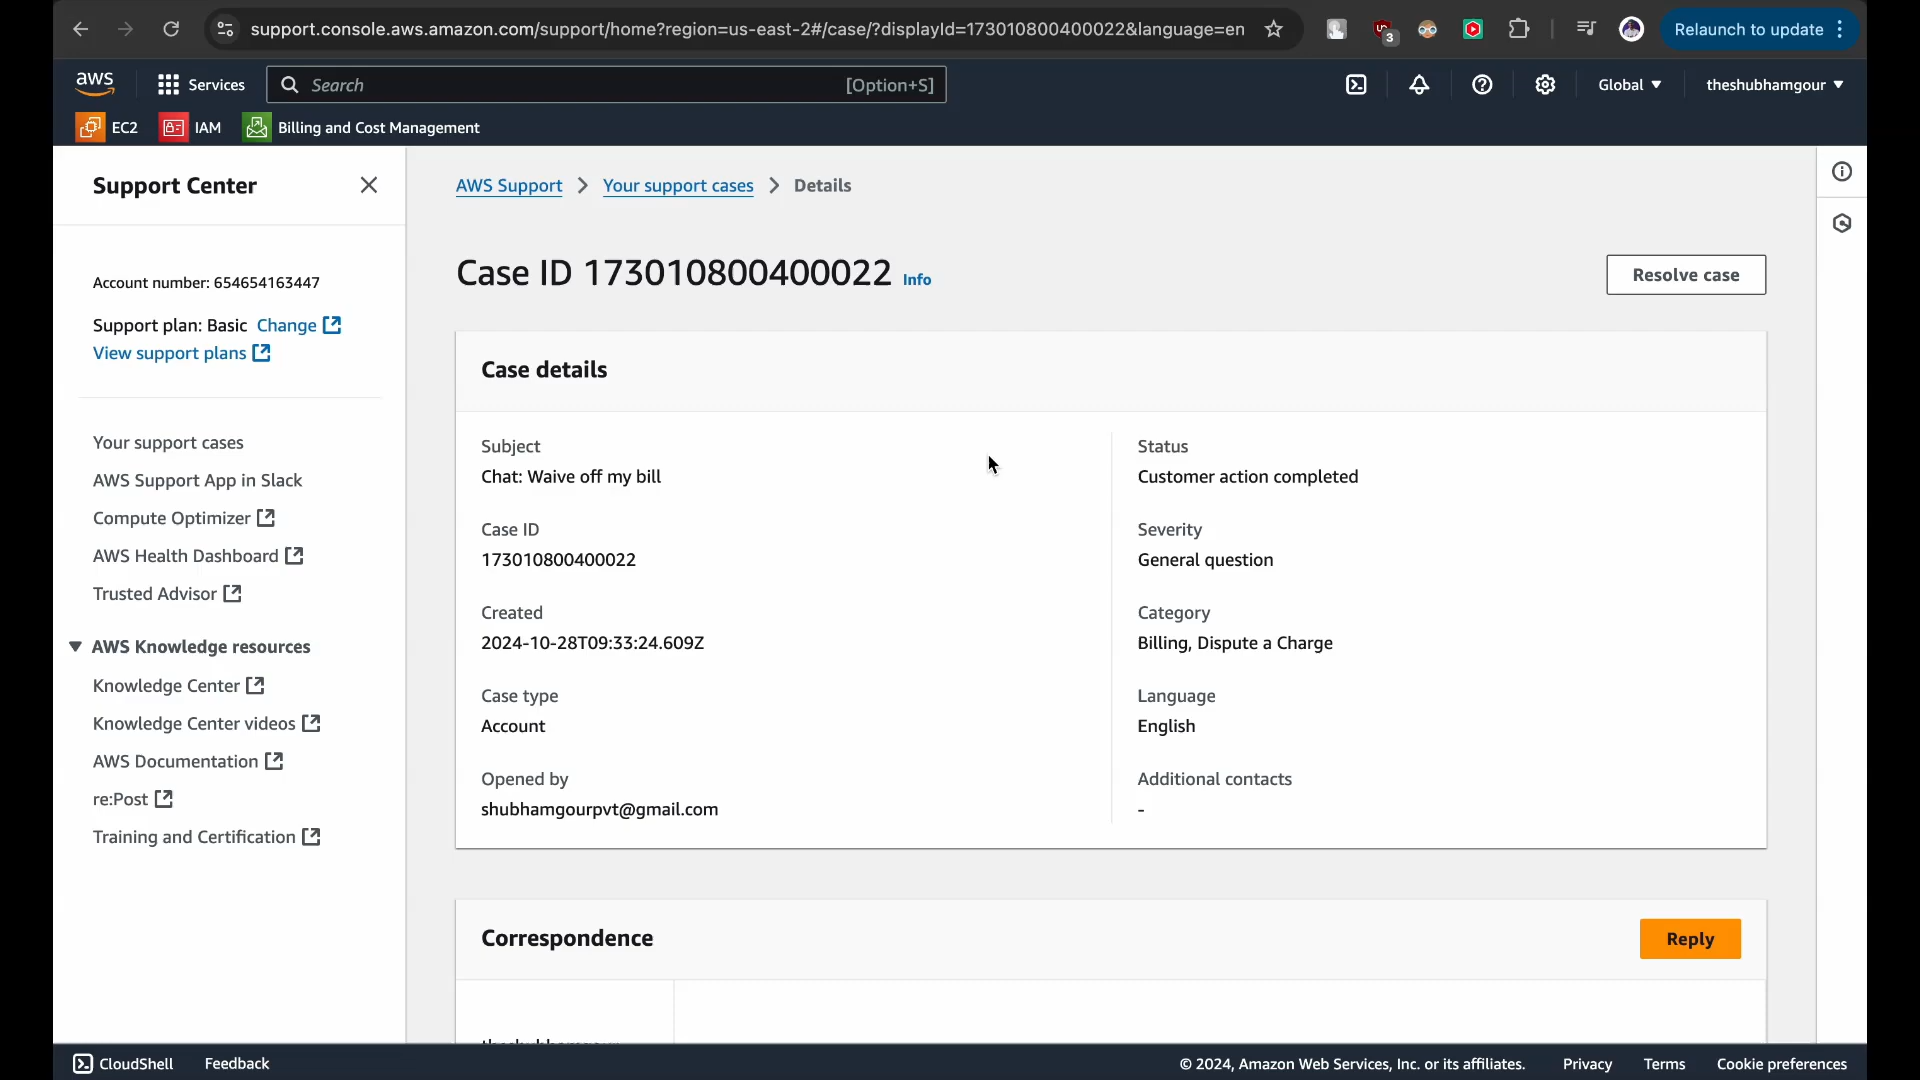 support.console.aws.amazon.com/support/home?region=us-east-2#/case/?displayId=173010800400022&language=en
3
Relaunch to update
aws
Services
Search
[Option+S]
Global
theshubhamgour
EC2
IAM
Billing and Cost Management
Support Center
Account number: 654654163447
Support plan: Basic Change
View support plans
Your support cases
AWS Support App in Slack
Compute Optimizer
AWS Health Dashboard
Trusted Advisor
AWS Knowledge resources
Knowledge Center
Knowledge Center videos
AWS Documentation
re:Post
Training and Certification
AWS Support
Your support cases
Details
Case ID 173010800400022 Info
Resolve case
Case details
Subject
Chat: Waive off my bill
Case ID
173010800400022
Created
2024-10-28T09:33:24.609Z
Case type
Account
Opened by
shubhamgourpvt@gmail.com
Status
Customer action completed
Severity
General question
Category
Billing, Dispute a Charge
Language
English
Additional contacts
-
Correspondence
Reply
CloudShell
Feedback
© 2024, Amazon Web Services, Inc. or its affiliates.
Privacy
Terms
Cookie preferences